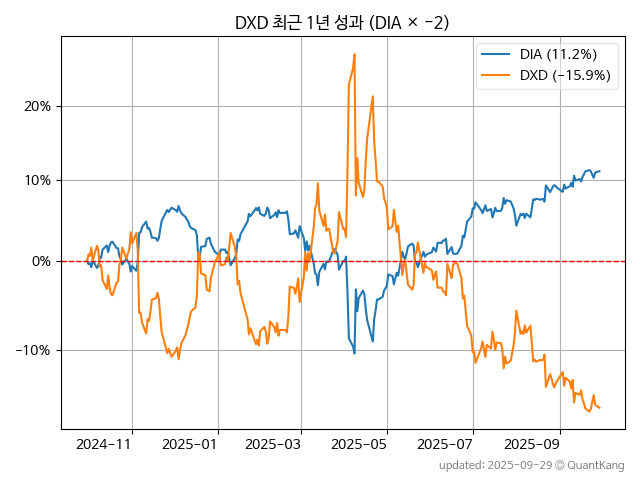 DXD 최근 1년 성과 (DIA × −2)
DIA (11.2%)
DXD (−15.9%)
20%
10%
0%
−10%
2024−11
2025−01
2025−03
2025−05
2025−07
2025−09
updated: 2025−09−29 © QuantKang